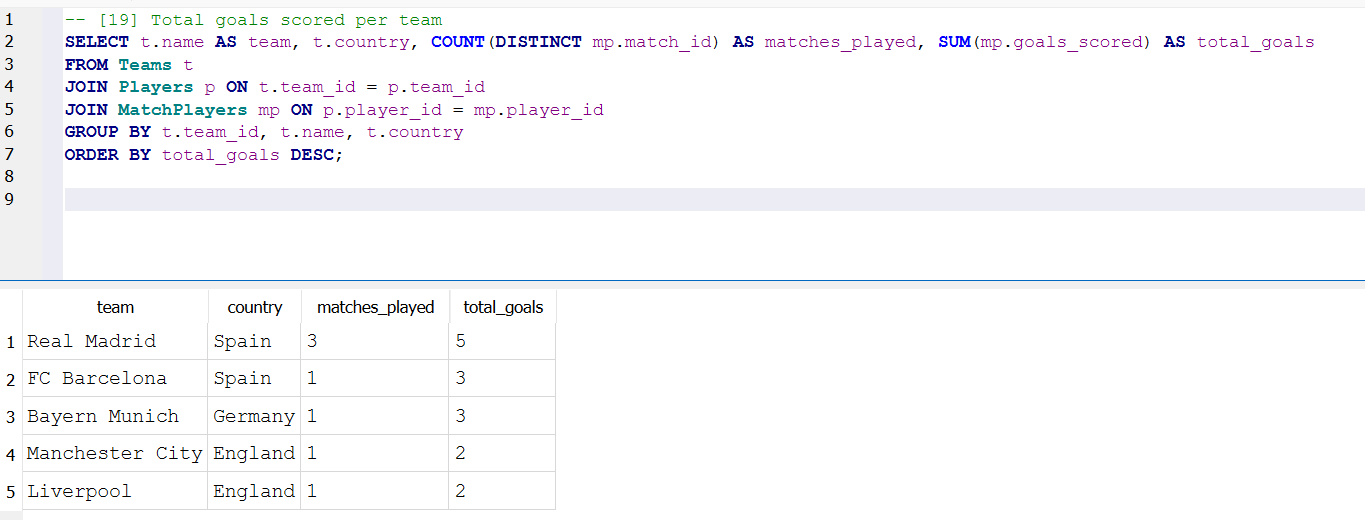 1 -- [19] Total goals scored per team
2 SELECT t.name AS team, t.country, COUNT(DISTINCT mp.match_id) AS matches_played, SUM(mp.goals_scored) AS total_goals
3 FROM Teams t
4 JOIN Players p ON t.team_id = p.team_id
5 JOIN MatchPlayers mp ON p.player_id = mp.player_id
6 GROUP BY t.team_id, t.name, t.country
7 ORDER BY total_goals DESC;
8
9
team country matches_played total_goals
1 Real Madrid Spain 3 5
2 FC Barcelona Spain 1 3
3 Bayern Munich Germany 1 3
4 Manchester City England 1 2
5 Liverpool England 1 2